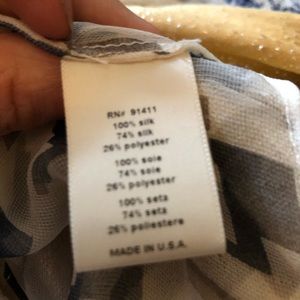 RN# 91411
100% silk
74% silk
26% polyester
100% soie
74% soie
26% polyester
100% seta
74% seta
26% poliestere
MADE IN U.S.A.